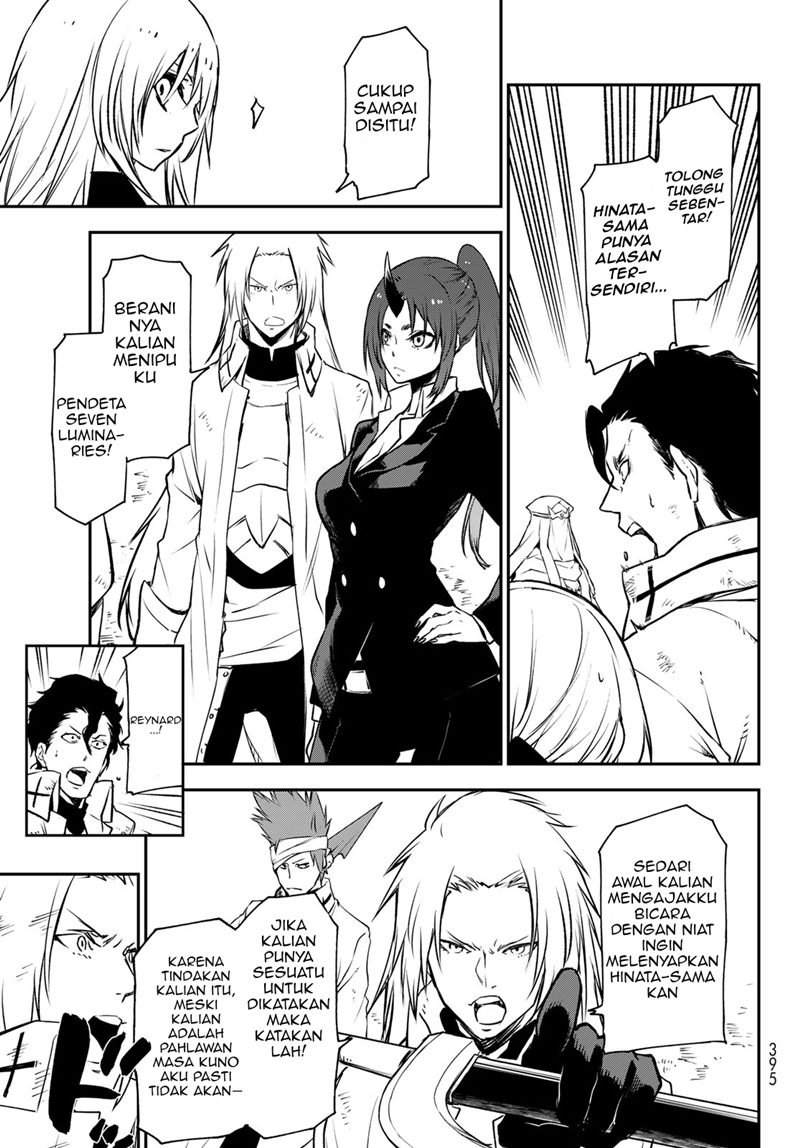 TOLONG
TUNGGU
SEBEN-
TAR!
HINATA-
SAMA
PUNYA
ALASAN
TER-
SENDIRI...
CUKUP
SAMPAI
DISITU!
BERANI
NYA
KALIAN
MENIPU
KU
PENDETA
SEVEN
LUMINA-
RIES!
REYNARD
...!
SEDARI
AWAL KALIAN
MENGAJAKKU
BICARA
DENGAN NIAT
INGIN
MELENYAPKAN
HINATA-SAMA
KAN
JIKA
KALIAN
PUNYA
SESUATU
UNTUK
DIKATAKAN
MAKA
KATAKAN
LAH!
KARENA
TINDAKAN
KALIAN ITU,
MESKI
KALIAN
ADALAH
PAHLAWAN
MASA KUNO
AKU PASTI
TIDAK AKAN—
395